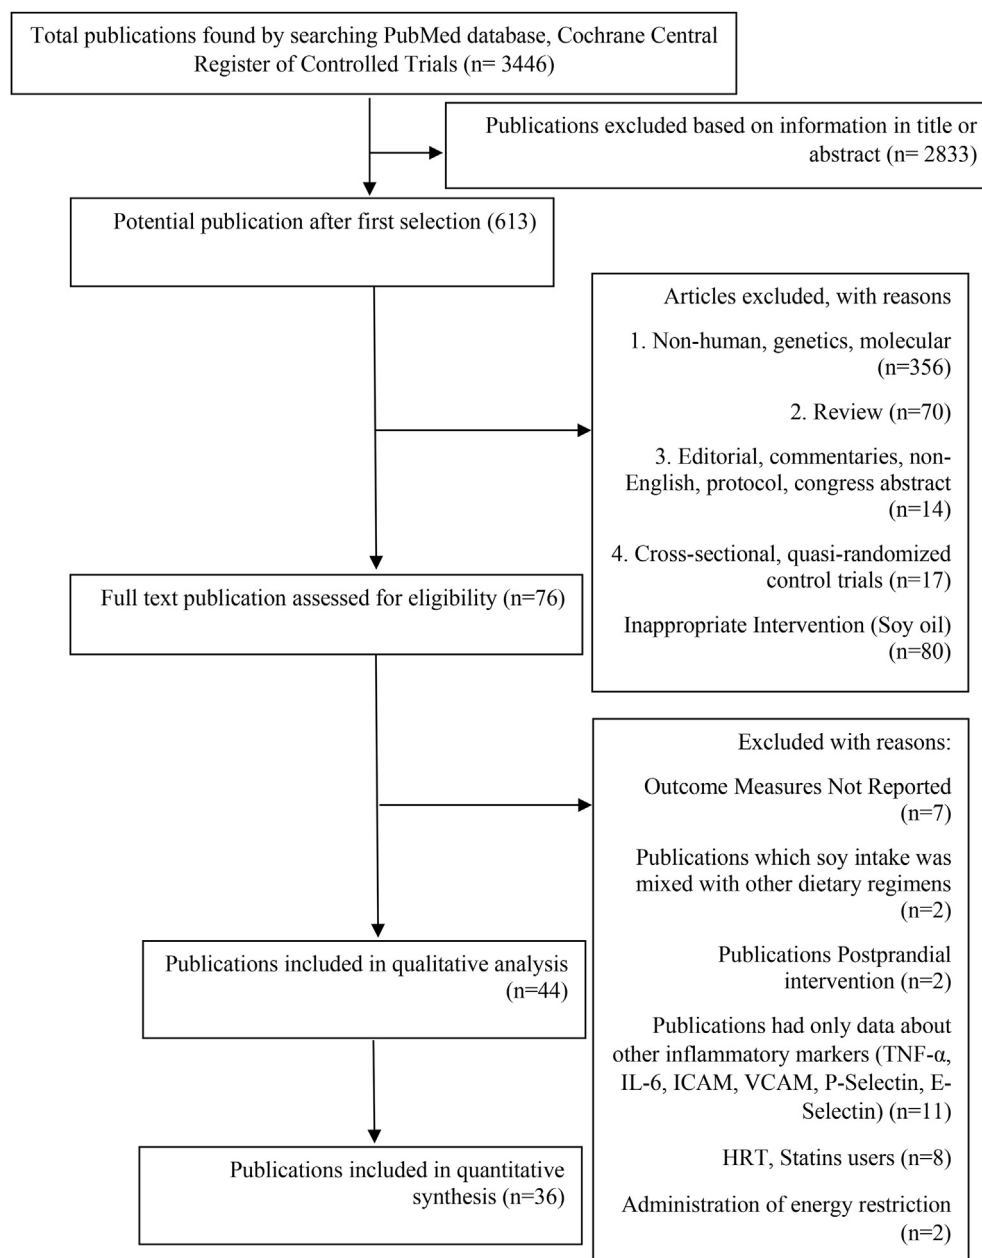 Total publications found by searching PubMed database, Cochrane Central
Register of Controlled Trials (n= 3446)
Publications excluded based on information in title or
abstract (n= 2833)
Potential publication after first selection (613)
Articles excluded, with reasons
1. Non-human, genetics, molecular
(n=356)
2. Review (n=70)
3. Editorial, commentaries, non-
English, protocol, congress abstract
(n=14)
4. Cross-sectional, quasi-randomized
control trials (n=17)
Inappropriate Intervention (Soy oil)
(n=80)
Full text publication assessed for eligibility (n=76)
Excluded with reasons:
Outcome Measures Not Reported
(n=7)
Publications which soy intake was
mixed with other dietary regimens
(n=2)
Publications Postprandial
intervention (n=2)
Publications had only data about
other inflammatory markers (TNF-α,
IL-6, ICAM, VCAM, P-Selectin, E-
Selectin) (n=11)
HRT, Statins users (n=8)
Administration of energy restriction
(n=2)
Publications included in qualitative analysis
(n=44)
Publications included in quantitative
synthesis (n=36)